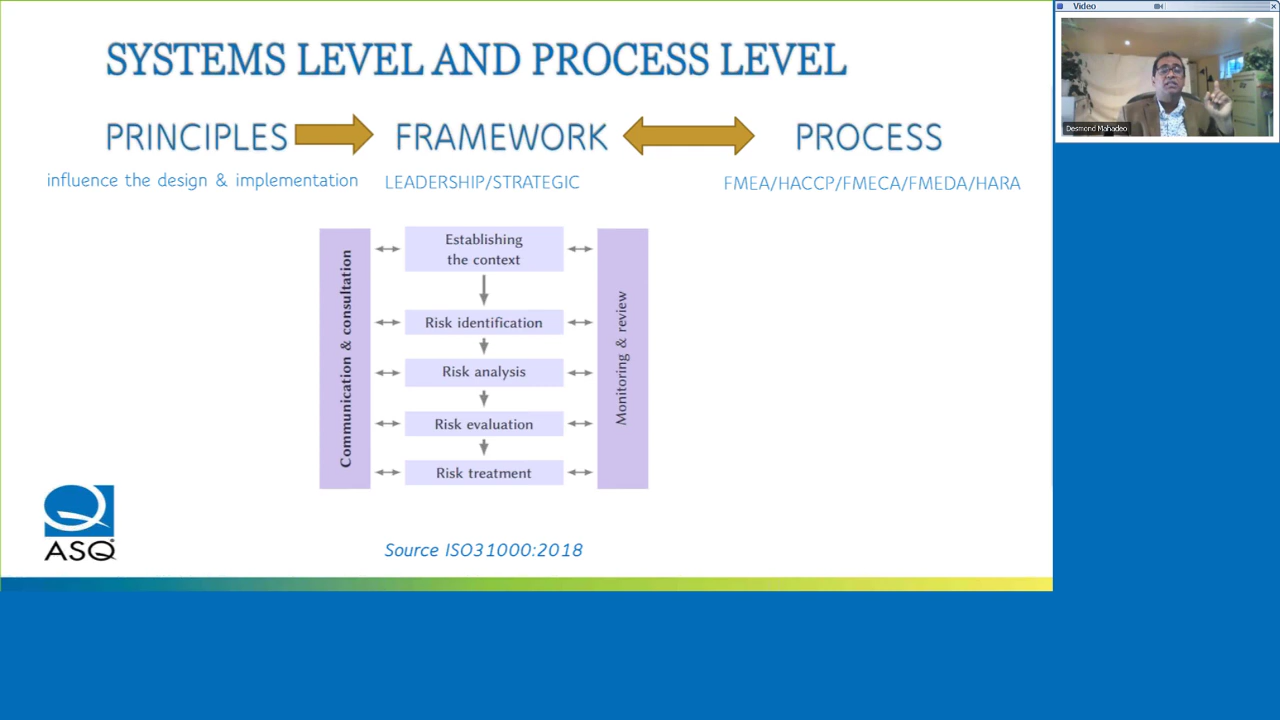 Video
SYSTEMS LEVEL AND PROCESS LEVEL
PRINCIPLES FRAMEWORK PROCESS
influence the design & implementation LEADERSHIP/STRATEGIC FMEA/HACCP/FMECA/FMEDA/HARA
Communication & consultation
Establishing
the context
Risk identification
Risk analysis
Risk evaluation
Risk treatment
Monitoring & review
ASQ
Source ISO31000:2018
Desmond Mahadeo